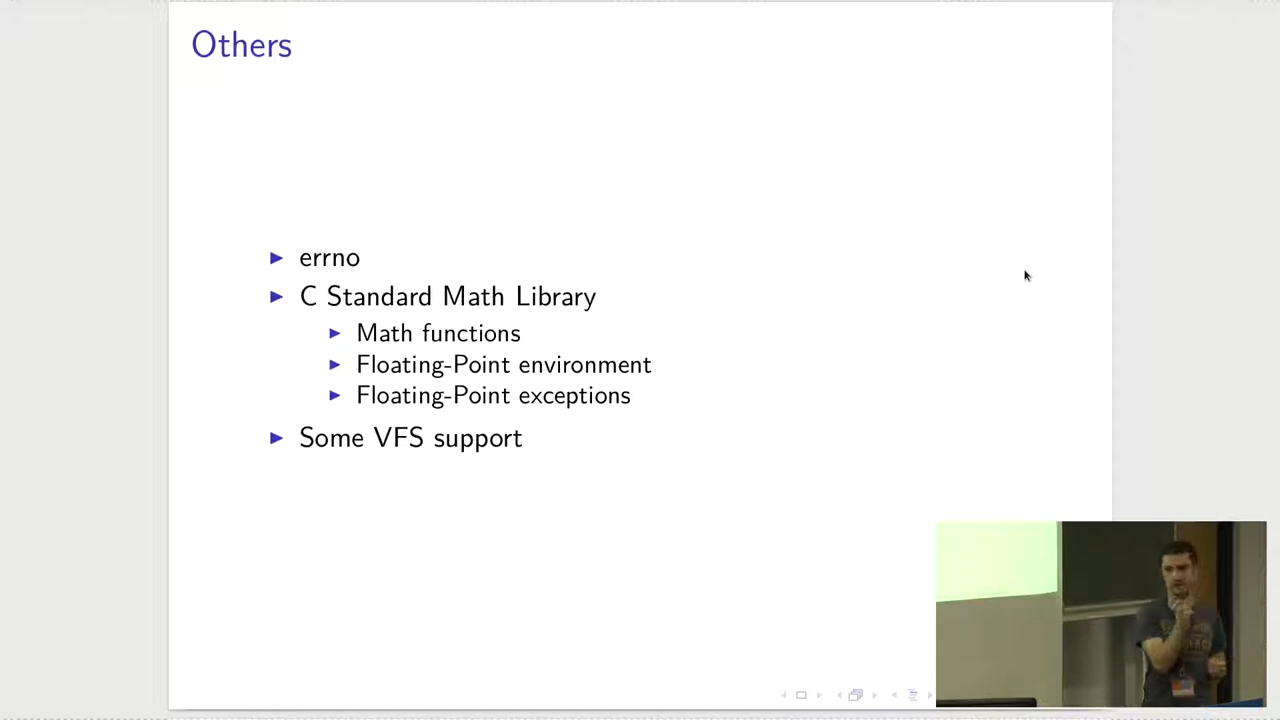 Others
errno
C Standard Math Library
Math functions
Floating-Point environment
Floating-Point exceptions
Some VFS support